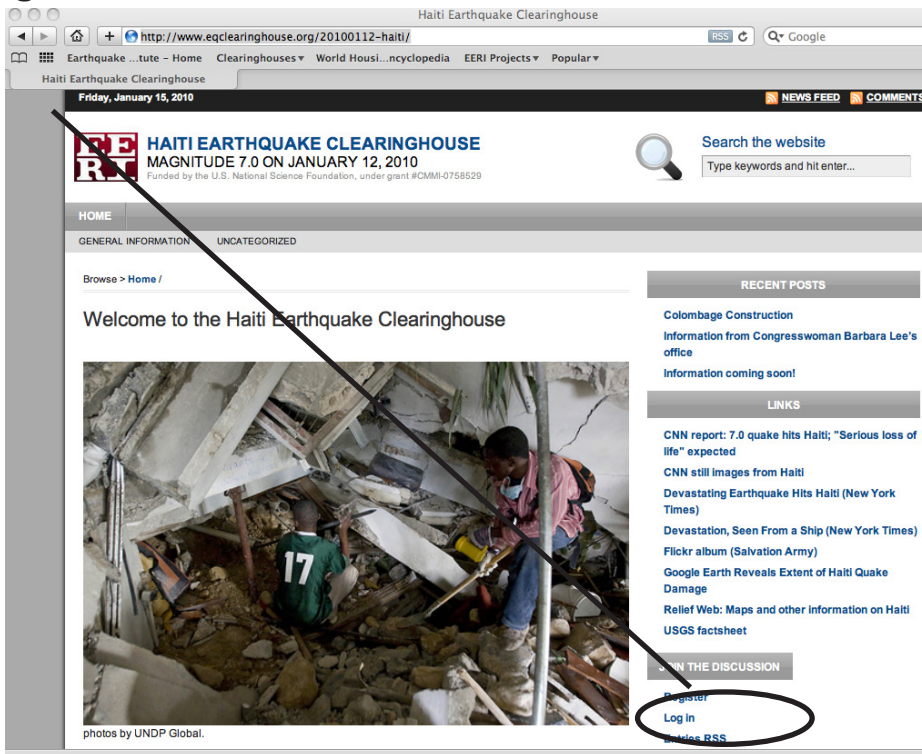 Haiti Earthquake Clearinghouse
http://www.eqclearinghouse.org/20100112-haiti/
RSS
Google
Earthquake ...tute - Home Clearinghouses World Housi...ncyclopedia EERI Projects Popular
Haiti Earthquake Clearinghouse
Friday, January 15, 2010
NEWS FEED COMMENTS
EERI
HAITI EARTHQUAKE CLEARINGHOUSE
MAGNITUDE 7.0 ON JANUARY 12, 2010
Funded by the U.S. National Science Foundation, under grant #CMMI-0758529
Search the website
Type keywords and hit enter...
HOME
GENERAL INFORMATION UNCATEGORIZED
Browse > Home /
Welcome to the Haiti Earthquake Clearinghouse
17
photos by UNDP Global.
RECENT POSTS
Colombage Construction
Information from Congresswoman Barbara Lee's
office
Information coming soon!
LINKS
CNN report: 7.0 quake hits Haiti; "Serious loss of
life" expected
CNN still images from Haiti
Devastating Earthquake Hits Haiti (New York
Times)
Devastation, Seen From a Ship (New York Times)
Flickr album (Salvation Army)
Google Earth Reveals Extent of Haiti Quake
Damage
Relief Web: Maps and other information on Haiti
USGS factsheet
JOIN THE DISCUSSION
Register
Log in
Entries RSS